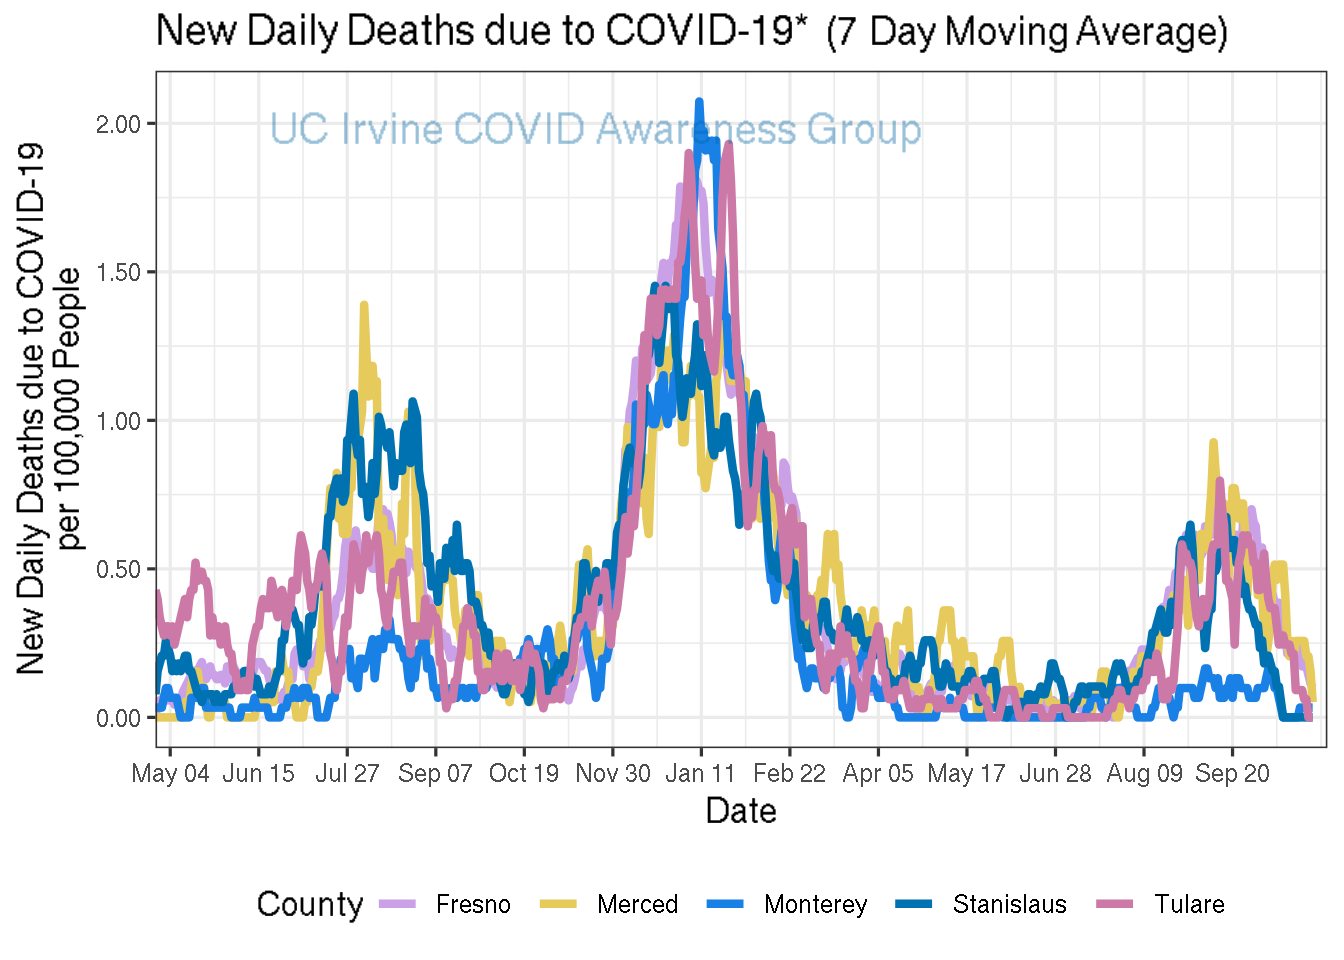 New Daily Deaths due to COVID-19* (7 Day Moving Average)
UC Irvine COVID Awareness Group
New Daily Deaths due to COVID-19
per 100,000 People
2.00
1.50
1.00
0.50
0.00
May 04 Jun 15 Jul 27 Sep 07 Oct 19 Nov 30 Jan 11 Feb 22 Apr 05 May 17 Jun 28 Aug 09 Sep 20
Date
County Fresno Merced Monterey Stanislaus Tulare